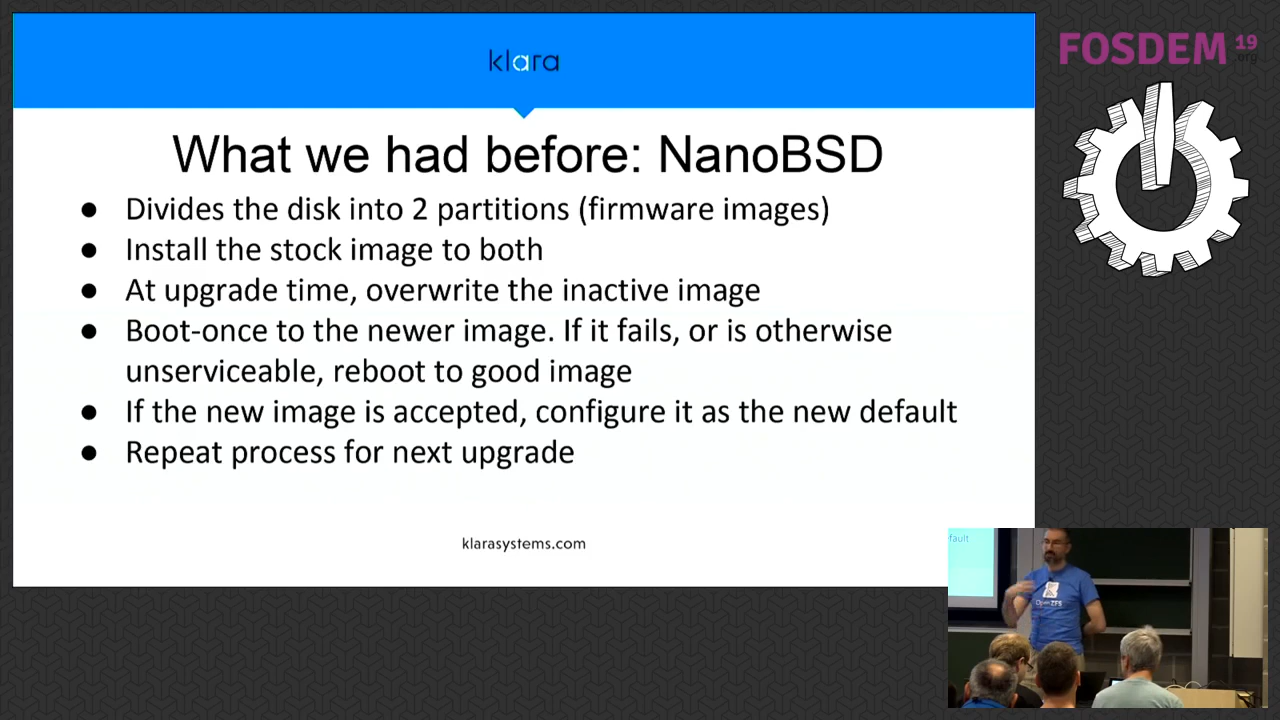 klara
FOSDEM 19
.org
What we had before: NanoBSD
● Divides the disk into 2 partitions (firmware images)
● Install the stock image to both
● At upgrade time, overwrite the inactive image
● Boot-once to the newer image. If it fails, or is otherwise
unserviceable, reboot to good image
● If the new image is accepted, configure it as the new default
● Repeat process for next upgrade
klarasystems.com
fault
OpenZFS